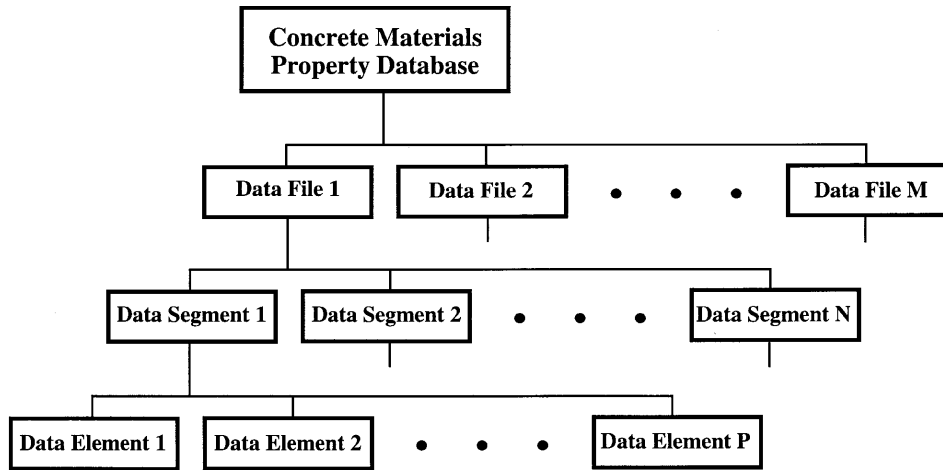 Concrete Materials
Property Database
Data File 1
Data File 2
Data File M
Data Segment 1
Data Segment 2
Data Segment N
Data Element 1
Data Element 2
Data Element P